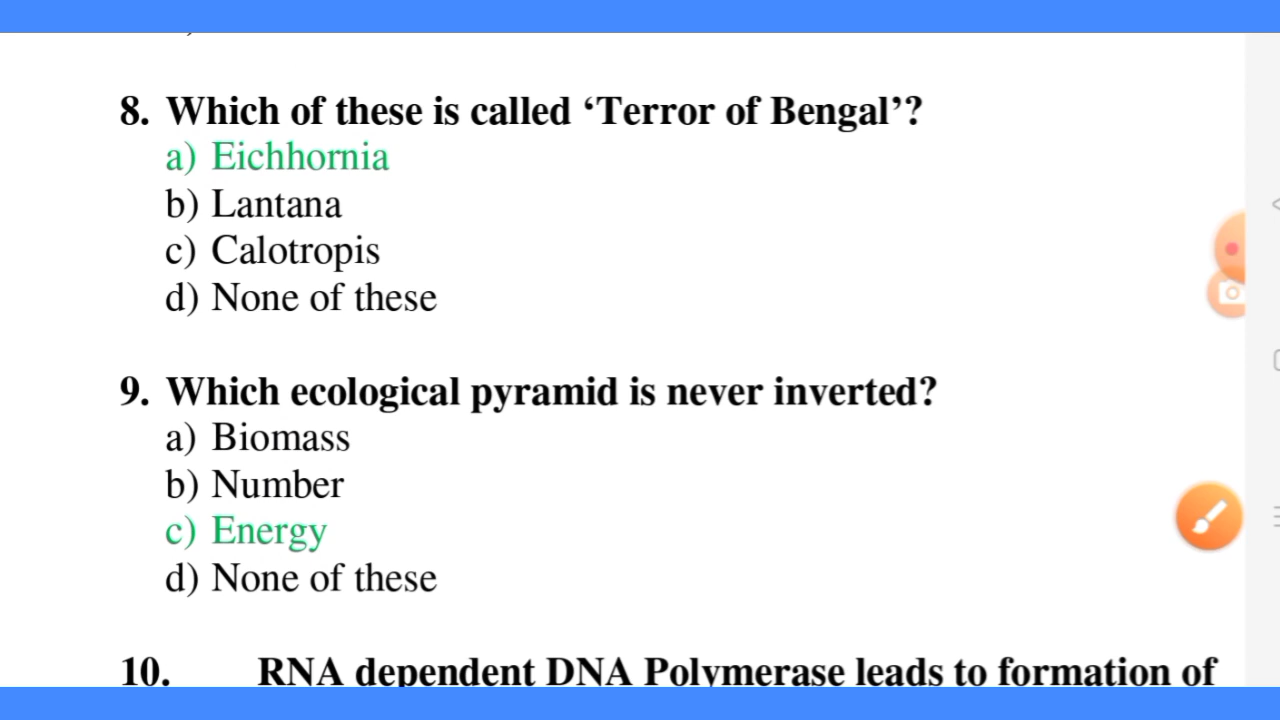 8. Which of these is called ‘Terror of Bengal’?
a) Eichhornia
b) Lantana
c) Calotropis
d) None of these
9. Which ecological pyramid is never inverted?
a) Biomass
b) Number
c) Energy
d) None of these
10. RNA dependent DNA Polymerase leads to formation of